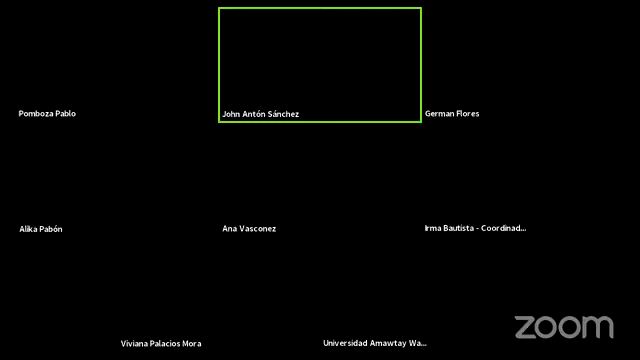 Pomboza Pablo
John Antón Sánchez
German Flores
Alika Pabón
Ana Vasconez
Irma Bautista - Coordinad...
Viviana Palacios Mora
Universidad Amawtay Wa...
zoom